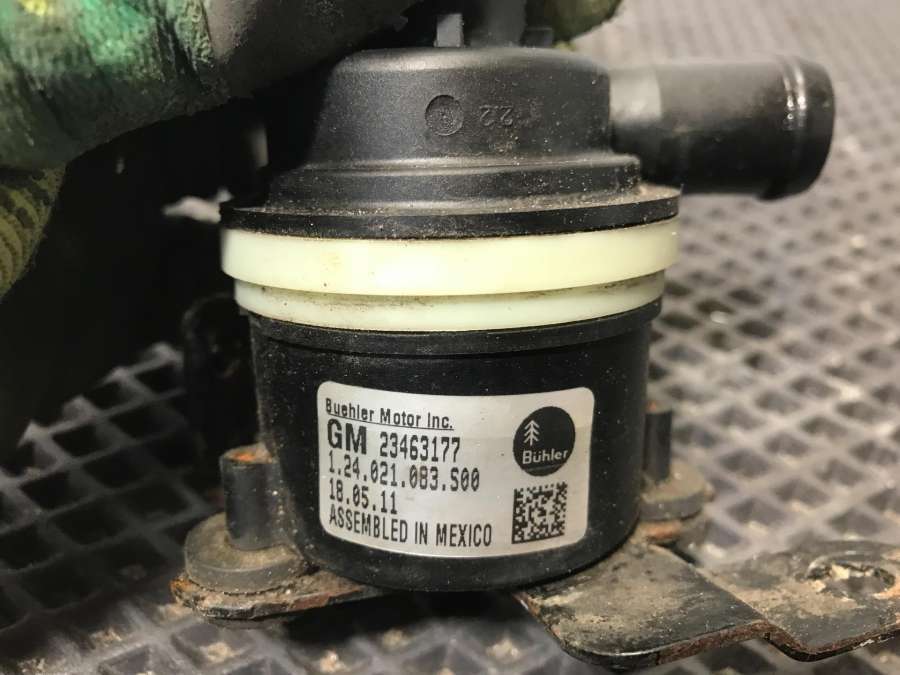 22
Buehler Motor Inc.
GM 23463177
1.24.021.083.S00
18.05.11
ASSEMBLED IN MEXICO
Bühler